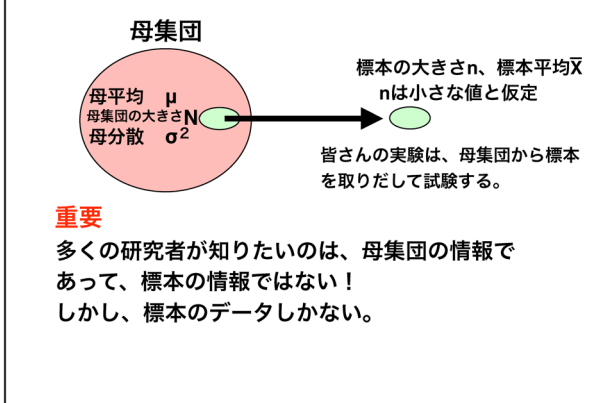 母集団
母平均 μ
母集団の大きさN
母分散 σ²
標本の大きさn、標本平均X̄
nは小さな値と仮定
皆さんの実験は、母集団から標本
を取りだして試験する。
重要
多くの研究者が知りたいのは、母集団の情報で
あって、標本の情報ではない！
しかし、標本のデータしかない。